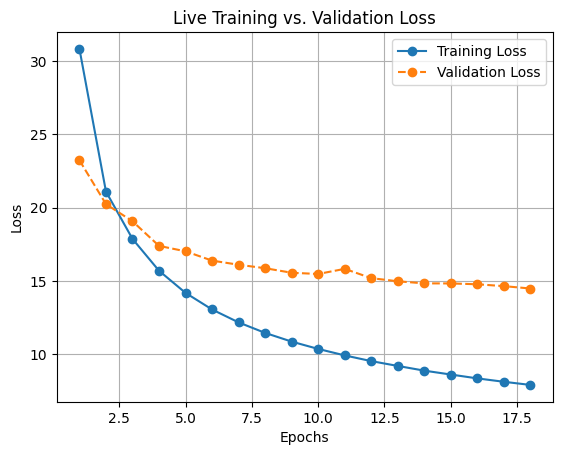 Live Training vs. Validation Loss
Training Loss
Validation Loss
30
25
20
15
10
Loss
2.5 5.0 7.5 10.0 12.5 15.0 17.5
Epochs